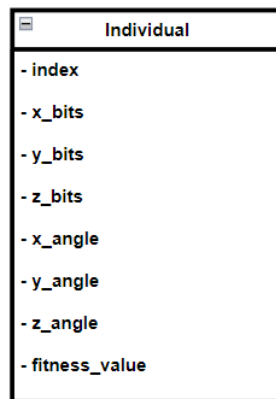 Individual
- index
- x_bits
- y_bits
- z_bits
- x_angle
- y_angle
- z_angle
- fitness_value